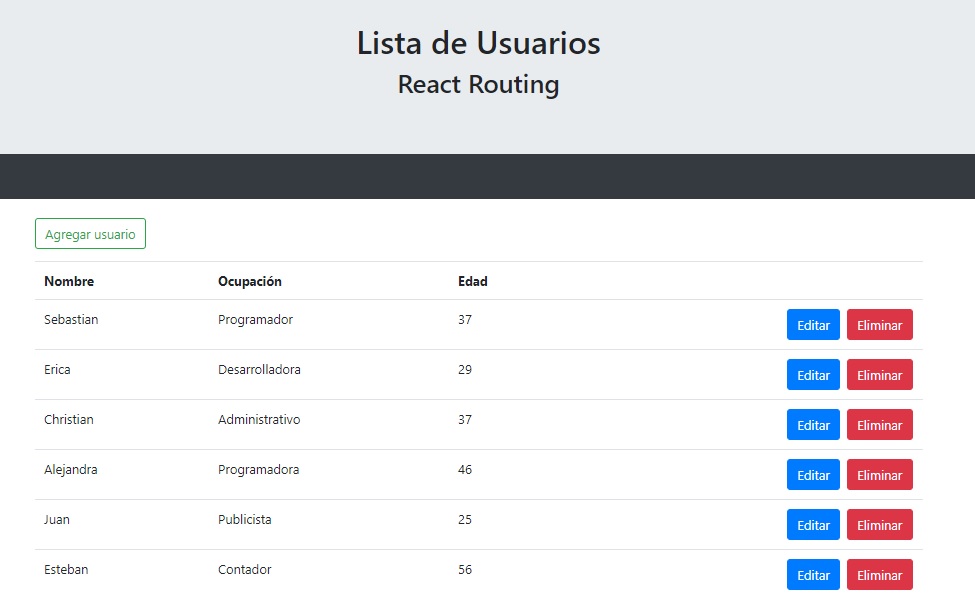 Lista de Usuarios
React Routing
Agregar usuario
Nombre Ocupación Edad
Sebastian Programador 37 Editar Eliminar
Erica Desarrolladora 29 Editar Eliminar
Christian Administrativo 37 Editar Eliminar
Alejandra Programadora 46 Editar Eliminar
Juan Publicista 25 Editar Eliminar
Esteban Contador 56 Editar Eliminar